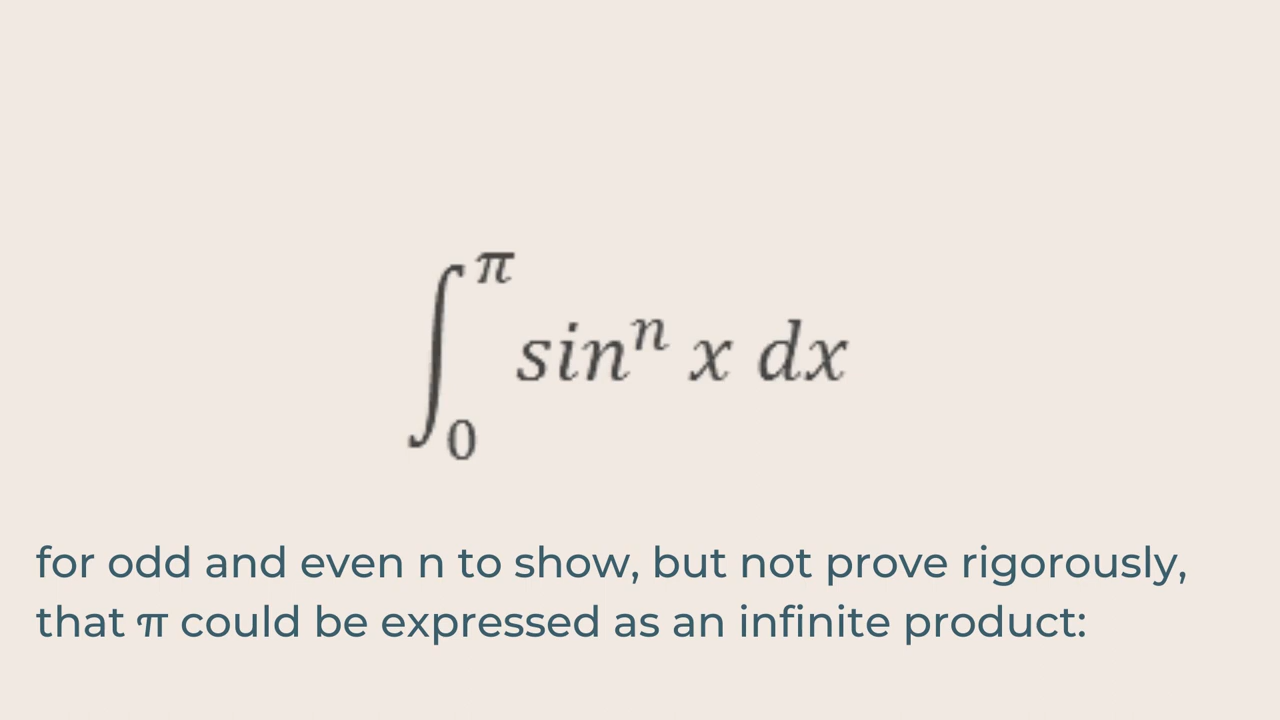 ∫₀^π sinⁿ x dx
for odd and even n to show, but not prove rigorously,
that π could be expressed as an infinite product: